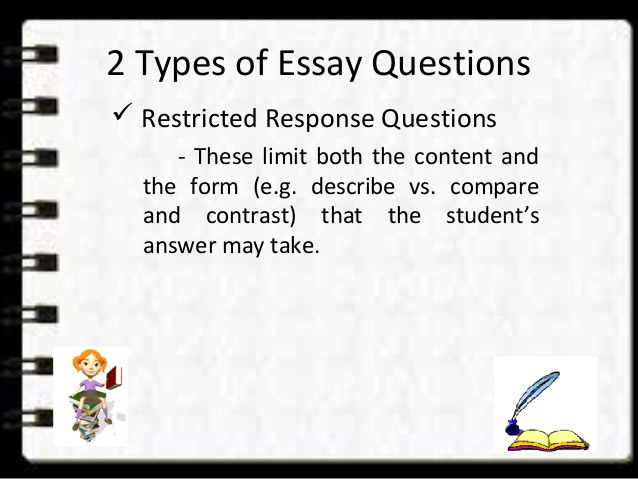 2 Types of Essay Questions
✓ Restricted Response Questions
- These limit both the content and
the form (e.g. describe vs. compare
and contrast) that the student’s
answer may take.